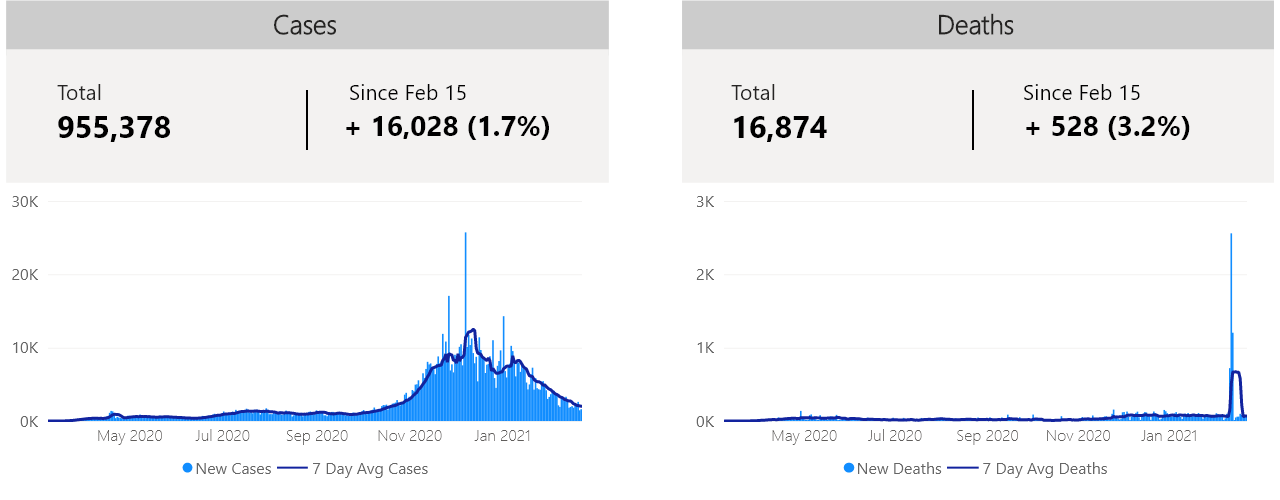 Cases
Total
Since Feb 15
955,378
+ 16,028 (1.7%)
30K
20K
10K
0K
May 2020 Jul 2020 Sep 2020 Nov 2020 Jan 2021
New Cases 7 Day Avg Cases
Deaths
Total
Since Feb 15
16,874
+ 528 (3.2%)
3K
2K
1K
0K
May 2020 Jul 2020 Sep 2020 Nov 2020 Jan 2021
New Deaths 7 Day Avg Deaths